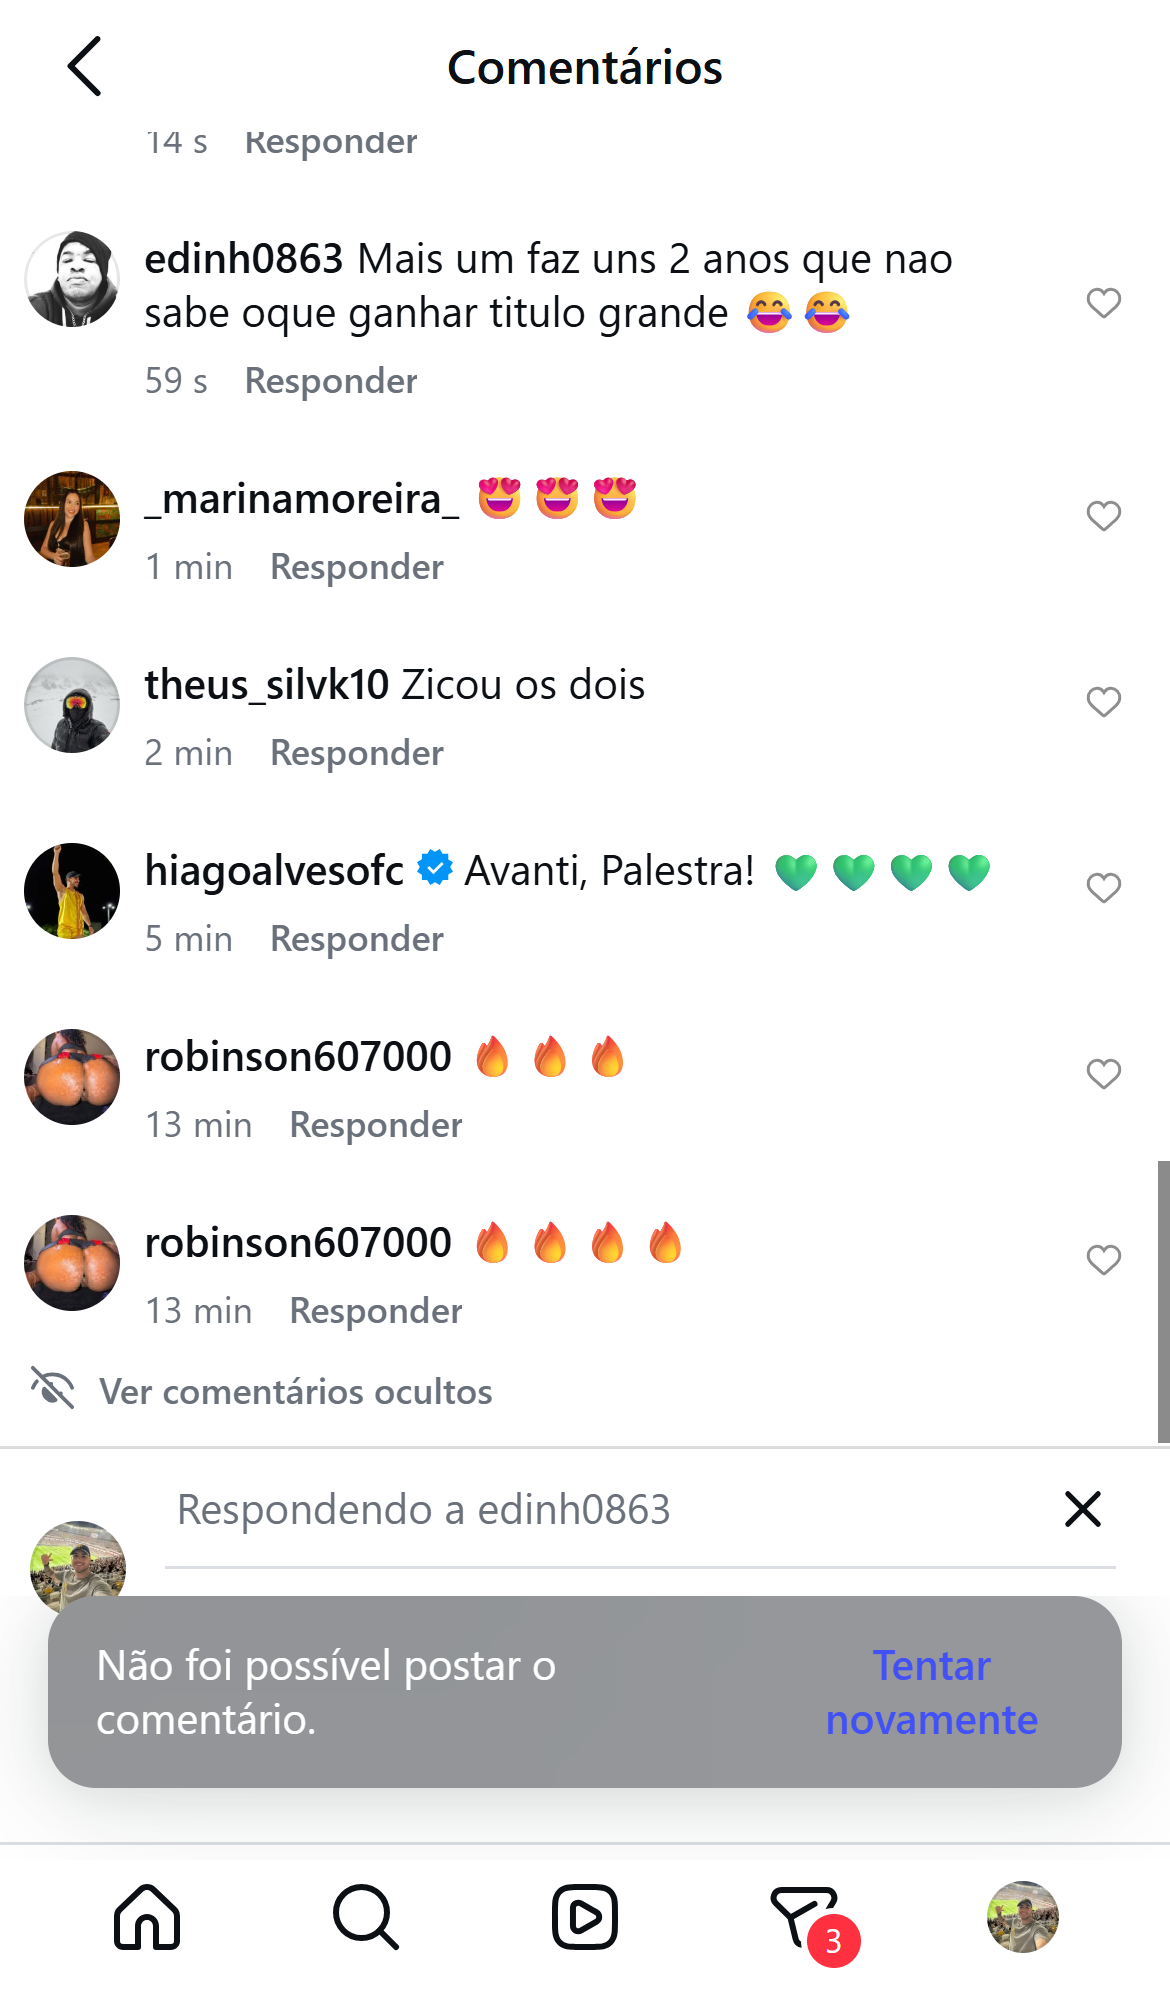 Comentários
14 s Responder
edinh0863 Mais um faz uns 2 anos que nao
sabe oque ganhar titulo grande 😂😂
59 s Responder
_marinamoreira_ 😍😍😍
1 min Responder
theus_silvk10 Zicou os dois
2 min Responder
hiagoalvesofc Avanti, Palestra! 💚💚💚💚
5 min Responder
robinson607000 🔥🔥🔥
13 min Responder
robinson607000 🔥🔥🔥🔥
13 min Responder
Ver comentários ocultos
Respondendo a edinh0863
Não foi possível postar o
comentário.
Tentar
novamente
3